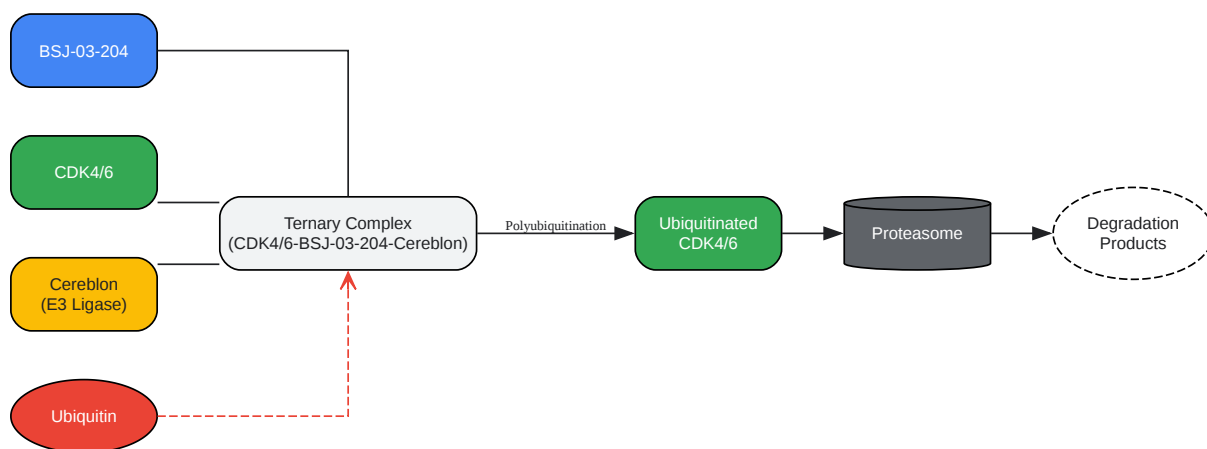 BSJ-03-204
CDK4/6
Cereblon
(E3 Ligase)
Ubiquitin
Ternary Complex
(CDK4/6-BSJ-03-204-Cereblon)
Polyubiquitination
Ubiquitinated
CDK4/6
Proteasome
Degradation
Products